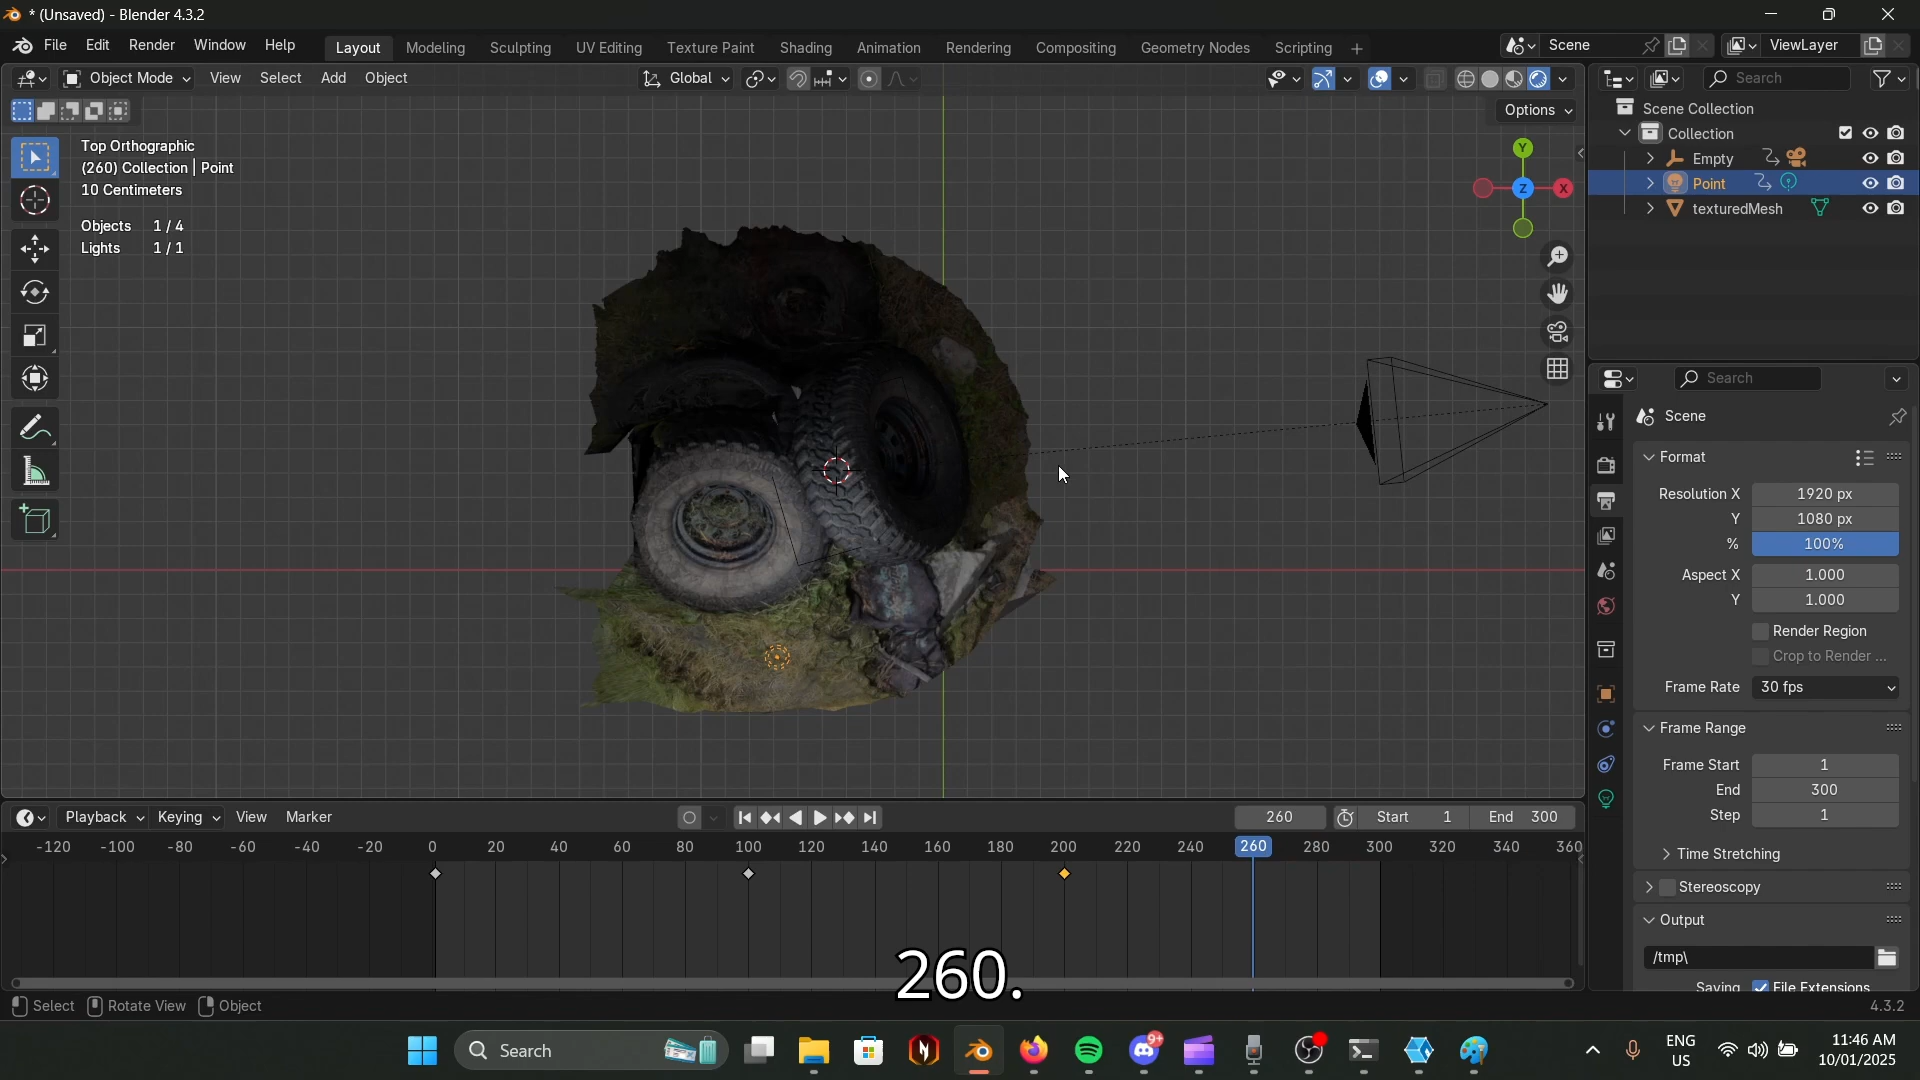 * (Unsaved) - Blender 4.3.2
File Edit Render Window Help
Layout Modeling Sculpting UV Editing Texture Paint Shading Animation Rendering Compositing Geometry Nodes Scripting
Scene
ViewLayer
Object Mode View Select Add Object
Global
Search
Options
Scene Collection
Collection
Empty
Point
texturedMesh
Top Orthographic
(260) Collection | Point
10 Centimeters
Objects 1 / 4
Lights 1 / 1
Y
X
Z
Search
Scene
Format
Resolution X 1920 px
Y 1080 px
% 100%
Aspect X 1.000
Y 1.000
Render Region
Crop to Render ...
Frame Rate 30 fps
Frame Range
Frame Start 1
End 300
Step 1
Time Stretching
Stereoscopy
Output
/tmp\
Saving File Extensions
Playback Keying View Marker
260 Start 1 End 300
-120 -100 -80 -60 -40 -20 0 20 40 60 80 100 120 140 160 180 200 220 240 260 280 300 320 340 360
260.
Select Rotate View Object
4.3.2
Search
9+
ENG
US
11:46 AM
10/01/2025